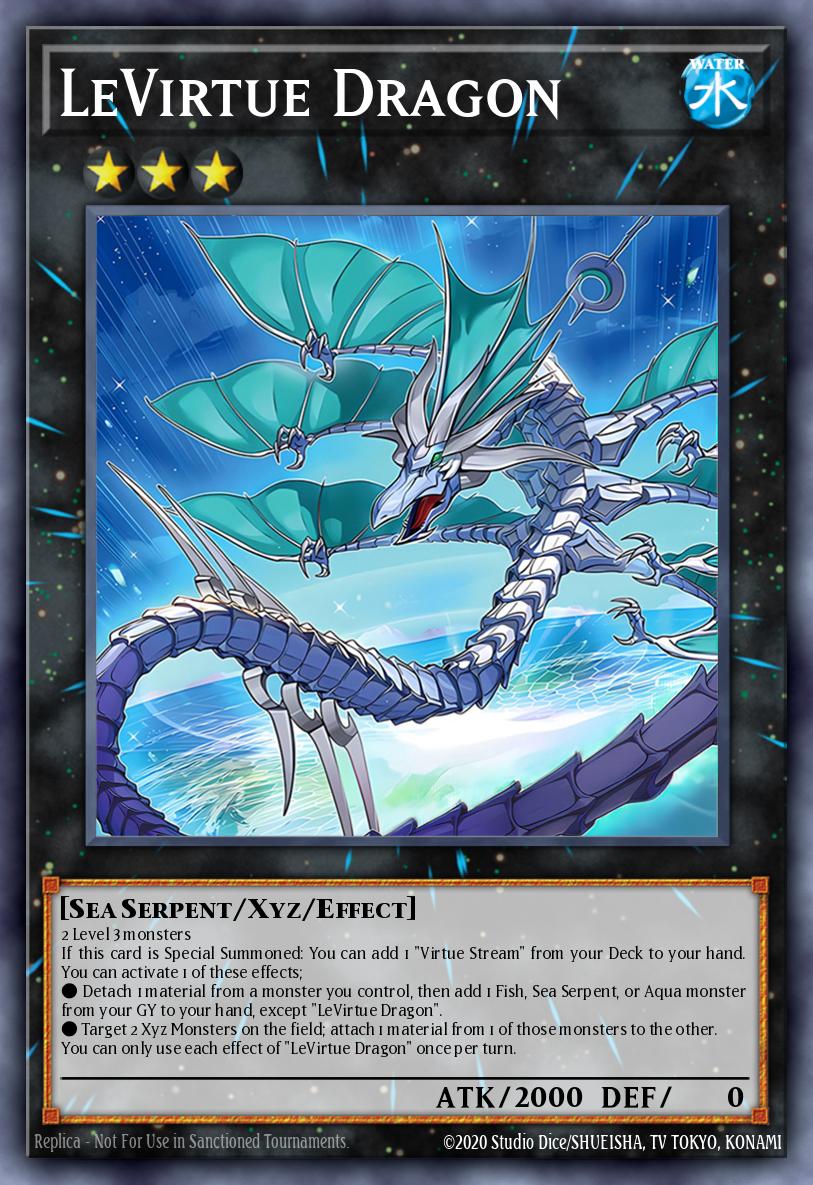 LeVirtue Dragon
WATER
水
[Sea Serpent/Xyz/Effect]
2 Level 3 monsters
If this card is Special Summoned: You can add 1 "Virtue Stream" from your Deck to your hand.
You can activate 1 of these effects;
● Detach 1 material from a monster you control, then add 1 Fish, Sea Serpent, or Aqua monster
from your GY to your hand, except "LeVirtue Dragon".
● Target 2 Xyz Monsters on the field; attach 1 material from 1 of those monsters to the other.
You can only use each effect of "LeVirtue Dragon" once per turn.
ATK/2000 DEF/ 0
Replica - Not For Use in Sanctioned Tournaments.
©2020 Studio Dice/SHUEISHA, TV TOKYO, KONAMI